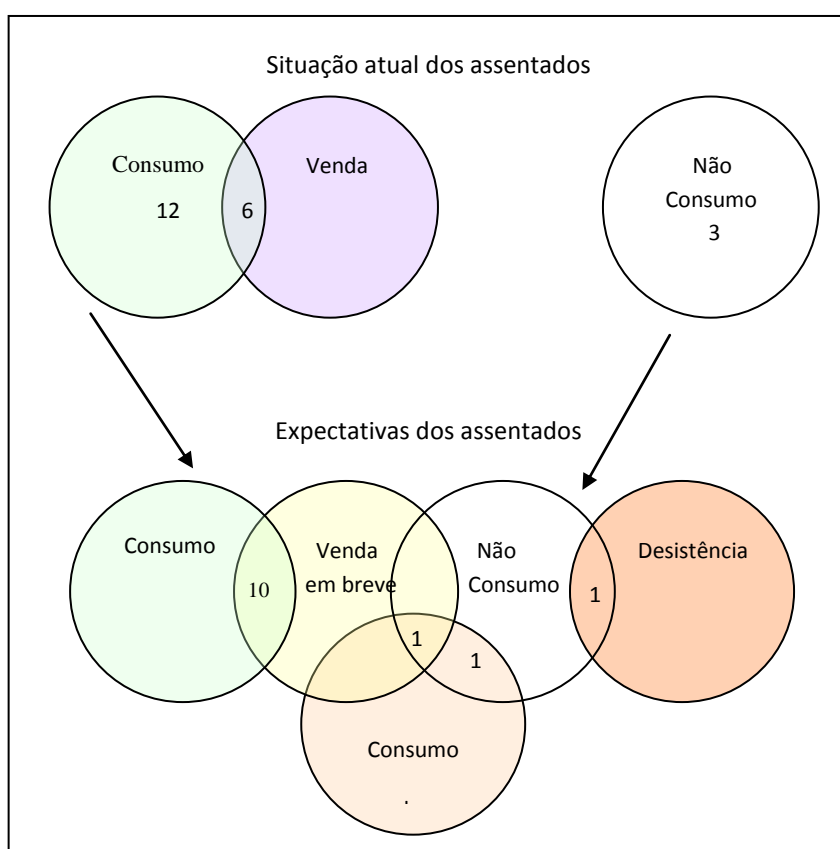 Situação atual dos assentados
Consumo
12
6
Venda
Não
Consumo
3
Expectativas dos assentados
Consumo
10
Venda
em breve
Não
Consumo
Desistência
1
1
1
Consumo
.